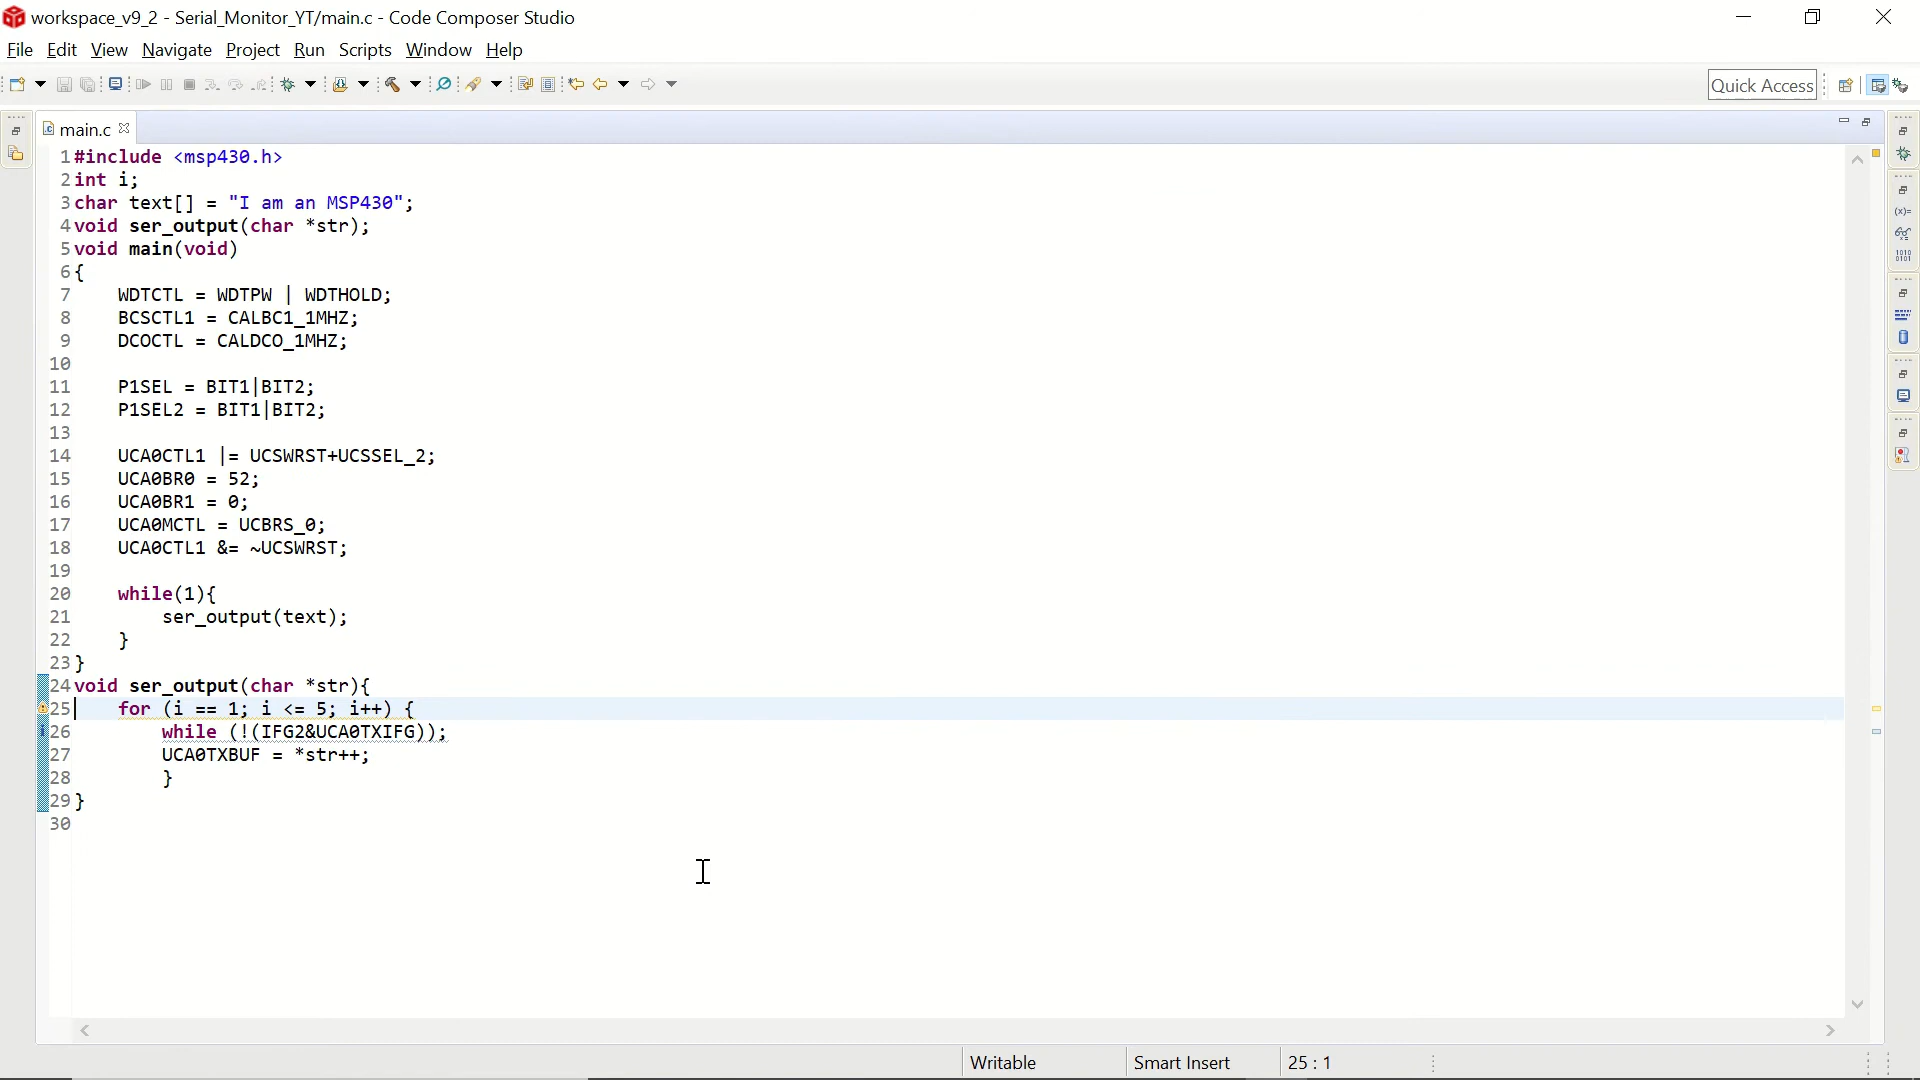 workspace_v9_2 - Serial_Monitor_YT/main.c - Code Composer Studio
File Edit View Navigate Project Run Scripts Window Help
Quick Access
main.c
1 #include <msp430.h>
2 int i;
3 char text[] = "I am an MSP430";
4 void ser_output(char *str);
5 void main(void)
6 {
7 WDTCTL = WDTPW | WDTHOLD;
8 BCSCTL1 = CALBC1_1MHZ;
9 DCOCTL = CALDCO_1MHZ;
10
11 P1SEL = BIT1|BIT2;
12 P1SEL2 = BIT1|BIT2;
13
14 UCA0CTL1 |= UCSWRST+UCSSEL_2;
15 UCA0BR0 = 52;
16 UCA0BR1 = 0;
17 UCA0MCTL = UCBRS_0;
18 UCA0CTL1 &= ~UCSWRST;
19
20 while(1){
21 ser_output(text);
22 }
23 }
24 void ser_output(char *str){
25 for (i == 1; i <= 5; i++) {
26 while (!(IFG2&UCA0TXIFG));
27 UCA0TXBUF = *str++;
28 }
29 }
30
Writable Smart Insert 25 : 1